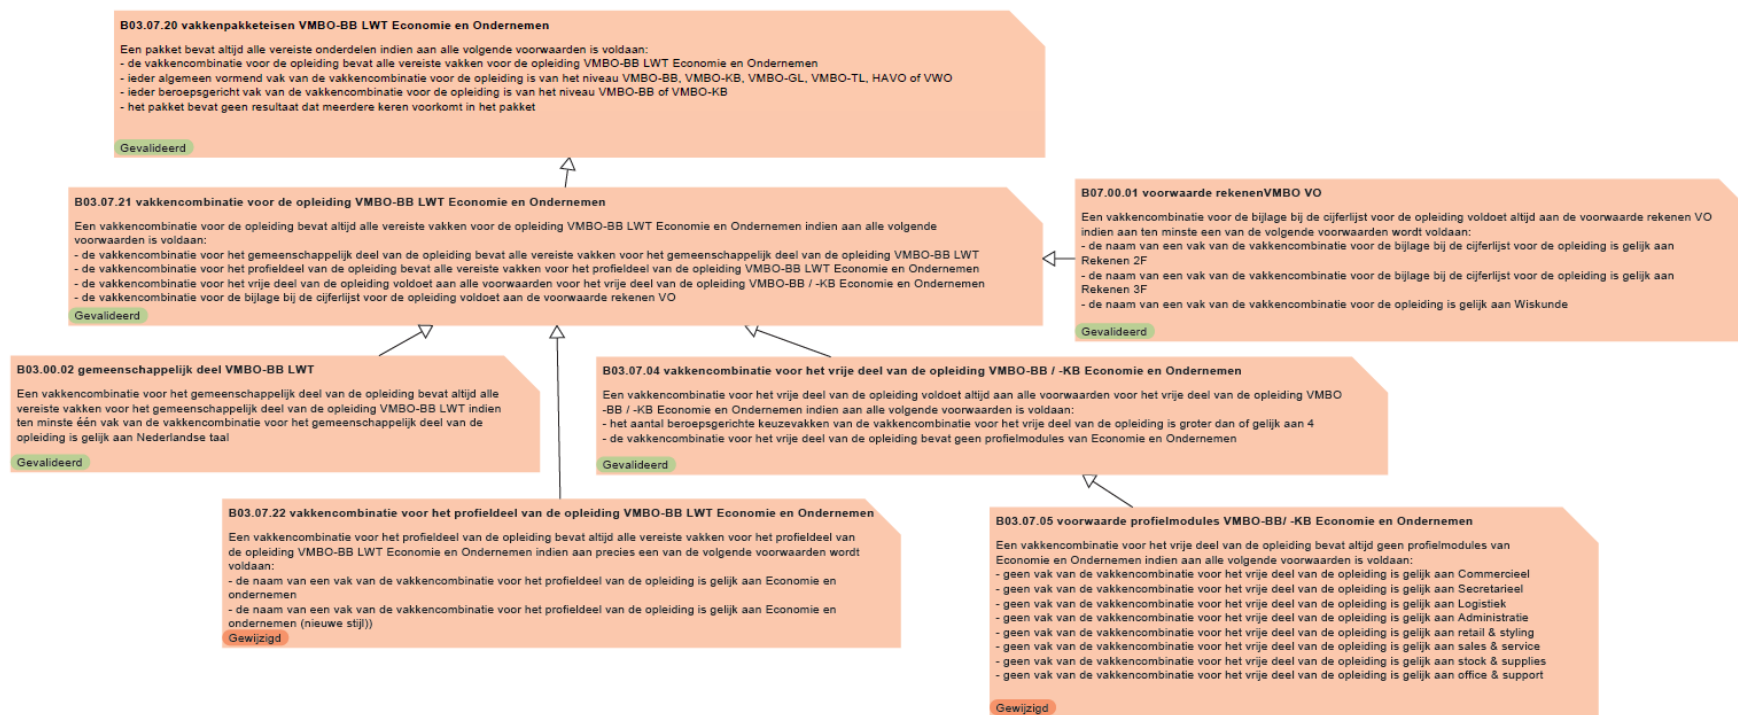 B03.07.20 vakkenpakketeisen VMBO-BB LWT Economie en Ondernemen
Een pakket bevat altijd alle vereiste onderdelen indien aan alle volgende voorwaarden is voldaan:
- de vakkencombinatie voor de opleiding bevat alle vereiste vakken voor de opleiding VMBO-BB LWT Economie en Ondernemen
- ieder algemeen vormend vak van de vakkencombinatie voor de opleiding is van het niveau VMBO-BB, VMBO-KB, VMBO-GL, VMBO-TL, HAVO of VWO
- ieder beroepsgericht vak van de vakkencombinatie voor de opleiding is van het niveau VMBO-BB of VMBO-KB
- het pakket bevat geen resultaat dat meerdere keren voorkomt in het pakket
Gevalideerd
B03.07.21 vakkencombinatie voor de opleiding VMBO-BB LWT Economie en Ondernemen
Een vakkencombinatie voor de opleiding bevat altijd alle vereiste vakken voor de opleiding VMBO-BB LWT Economie en Ondernemen indien aan alle volgende
voorwaarden is voldaan:
- de vakkencombinatie voor het gemeenschappelijk deel van de opleiding bevat alle vereiste vakken voor het gemeenschappelijk deel van de opleiding VMBO-BB LWT
- de vakkencombinatie voor het profieldeel van de opleiding bevat alle vereiste vakken voor het profieldeel van de opleiding VMBO-BB LWT Economie en Ondernemen
- de vakkencombinatie voor het vrije deel van de opleiding voldoet aan alle voorwaarden voor het vrije deel van de opleiding VMBO-BB / -KB Economie en Ondernemen
- de vakkencombinatie voor de bijlage bij de cijferlijst voor de opleiding voldoet aan de voorwaarde rekenen VO
Gevalideerd
B07.00.01 voorwaarde rekenenVMBO VO
Een vakkencombinatie voor de bijlage bij de cijferlijst voor de opleiding voldoet altijd aan de voorwaarde rekenen VO
indien aan ten minste een van de volgende voorwaarden wordt voldaan:
- de naam van een vak van de vakkencombinatie voor de bijlage bij de cijferlijst voor de opleiding is gelijk aan
Rekenen 2F
- de naam van een vak van de vakkencombinatie voor de bijlage bij de cijferlijst voor de opleiding is gelijk aan
Rekenen 3F
- de naam van een vak van de vakkencombinatie voor de opleiding is gelijk aan Wiskunde
Gevalideerd
B03.00.02 gemeenschappelijk deel VMBO-BB LWT
Een vakkencombinatie voor het gemeenschappelijk deel van de opleiding bevat altijd alle
vereiste vakken voor het gemeenschappelijk deel van de opleiding VMBO-BB LWT indien
ten minste één vak van de vakkencombinatie voor het gemeenschappelijk deel van de
opleiding is gelijk aan Nederlandse taal
Gevalideerd
B03.07.04 vakkencombinatie voor het vrije deel van de opleiding VMBO-BB / -KB Economie en Ondernemen
Een vakkencombinatie voor het vrije deel van de opleiding voldoet altijd aan alle voorwaarden voor het vrije deel van de opleiding VMBO
-BB / -KB Economie en Ondernemen indien aan alle volgende voorwaarden is voldaan:
- het aantal beroepsgerichte keuzevakken van de vakkencombinatie voor het vrije deel van de opleiding is groter dan of gelijk aan 4
- de vakkencombinatie voor het vrije deel van de opleiding bevat geen profielmodules van Economie en Ondernemen
Gevalideerd
B03.07.22 vakkencombinatie voor het profieldeel van de opleiding VMBO-BB LWT Economie en Ondernemen
Een vakkencombinatie voor het profieldeel van de opleiding bevat altijd alle vereiste vakken voor het profieldeel van
de opleiding VMBO-BB LWT Economie en Ondernemen indien aan precies een van de volgende voorwaarden wordt
voldaan:
- de naam van een vak van de vakkencombinatie voor het profieldeel van de opleiding is gelijk aan Economie en
ondernemen
- de naam van een vak van de vakkencombinatie voor het profieldeel van de opleiding is gelijk aan Economie en
ondernemen (nieuwe stijl))
Gewijzigd
B03.07.05 voorwaarde profielmodules VMBO-BB/ -KB Economie en Ondernemen
Een vakkencombinatie voor het vrije deel van de opleiding bevat altijd geen profielmodules van
Economie en Ondernemen indien aan alle volgende voorwaarden is voldaan:
- geen vak van de vakkencombinatie voor het vrije deel van de opleiding is gelijk aan Commercieel
- geen vak van de vakkencombinatie voor het vrije deel van de opleiding is gelijk aan Secretarieel
- geen vak van de vakkencombinatie voor het vrije deel van de opleiding is gelijk aan Logistiek
- geen vak van de vakkencombinatie voor het vrije deel van de opleiding is gelijk aan Administratie
- geen vak van de vakkencombinatie voor het vrije deel van de opleiding is gelijk aan retail & styling
- geen vak van de vakkencombinatie voor het vrije deel van de opleiding is gelijk aan sales & service
- geen vak van de vakkencombinatie voor het vrije deel van de opleiding is gelijk aan stock & supplies
- geen vak van de vakkencombinatie voor het vrije deel van de opleiding is gelijk aan office & support
Gewijzigd